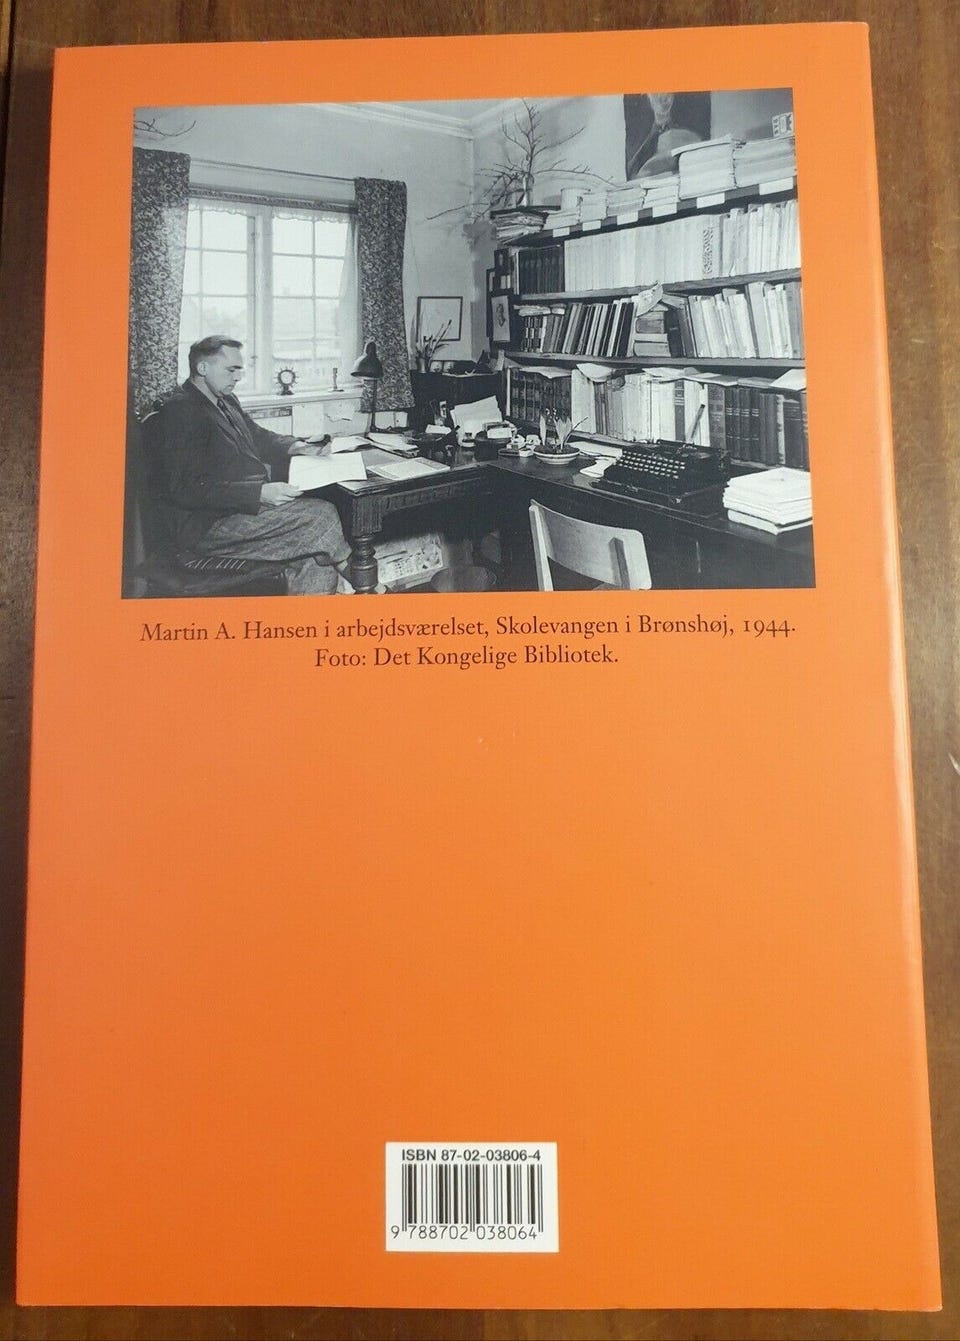 Martin A. Hansen i arbejdsværelset, Skolevangen i Brønshøj, 1944.
Foto: Det Kongelige Bibliotek.
ISBN 87-02-03806-4
9 788702 038064